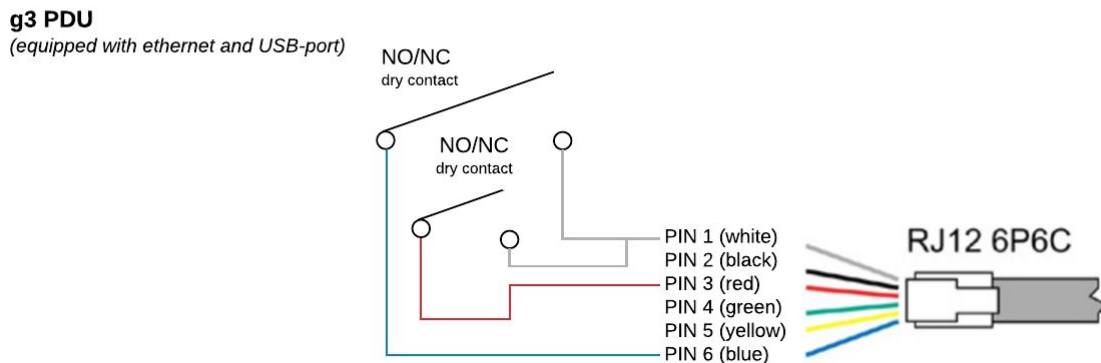 g3 PDU
(equipped with ethernet and USB-port)
NO/NC
dry contact
NO/NC
dry contact
PIN 1 (white)
PIN 2 (black)
PIN 3 (red)
PIN 4 (green)
PIN 5 (yellow)
PIN 6 (blue)
RJ12 6P6C